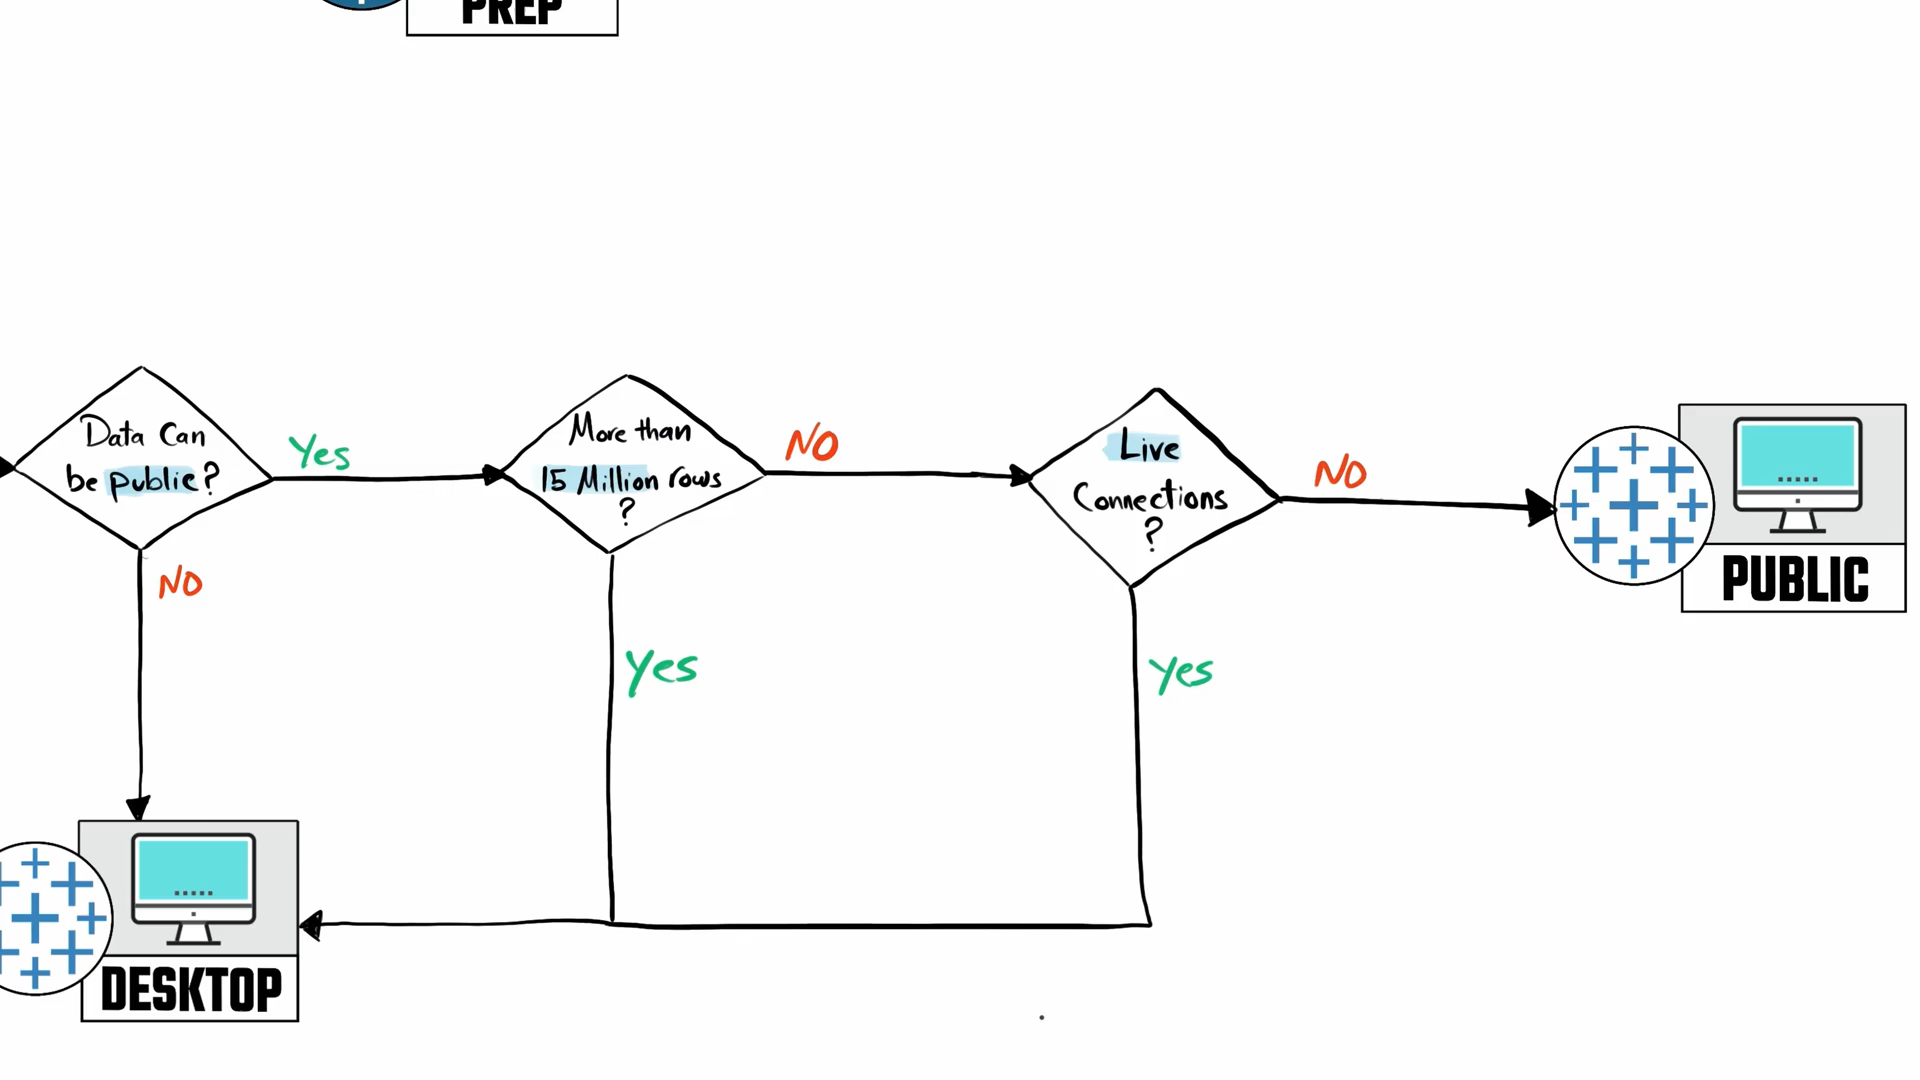 PREP
Data Can
be public?
Yes
NO
More than
15 Million rows
?
NO
Yes
Live
Connections
?
NO
Yes
PUBLIC
DESKTOP